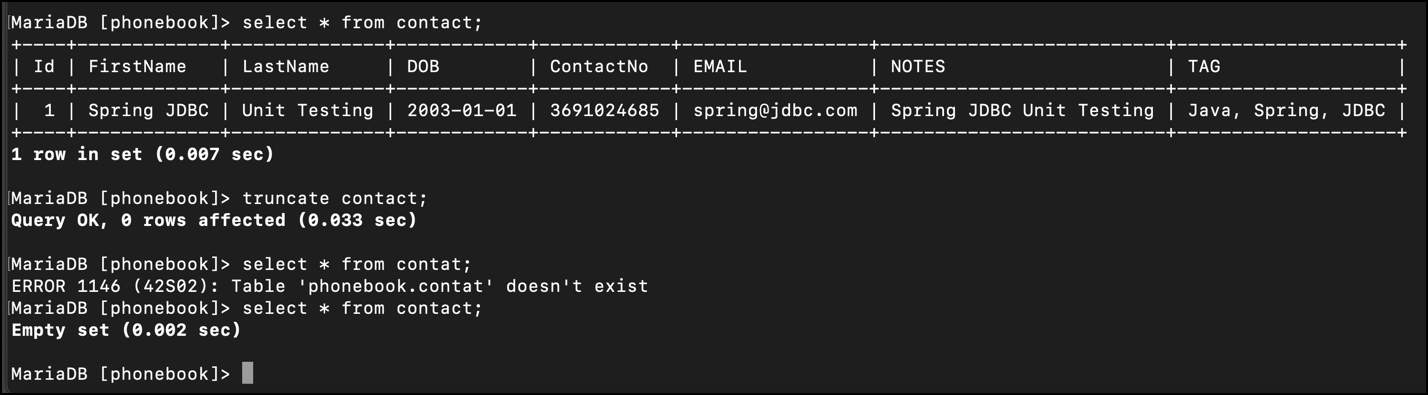 MariaDB [phonebook]> select * from contact;
+----+-------------+--------------+------------+------------+----------------+--------------------------+--------------------+
| Id | FirstName   | LastName     | DOB        | ContactNo  | EMAIL          | NOTES                    | TAG                |
+----+-------------+--------------+------------+------------+----------------+--------------------------+--------------------+
|  1 | Spring JDBC | Unit Testing | 2003-01-01 | 3691024685 | spring@jdbc.com | Spring JDBC Unit Testing | Java, Spring, JDBC |
+----+-------------+--------------+------------+------------+----------------+--------------------------+--------------------+
1 row in set (0.007 sec)
MariaDB [phonebook]> truncate contact;
Query OK, 0 rows affected (0.033 sec)
MariaDB [phonebook]> select * from contat;
ERROR 1146 (42S02): Table 'phonebook.contat' doesn't exist
MariaDB [phonebook]> select * from contact;
Empty set (0.002 sec)
MariaDB [phonebook]>